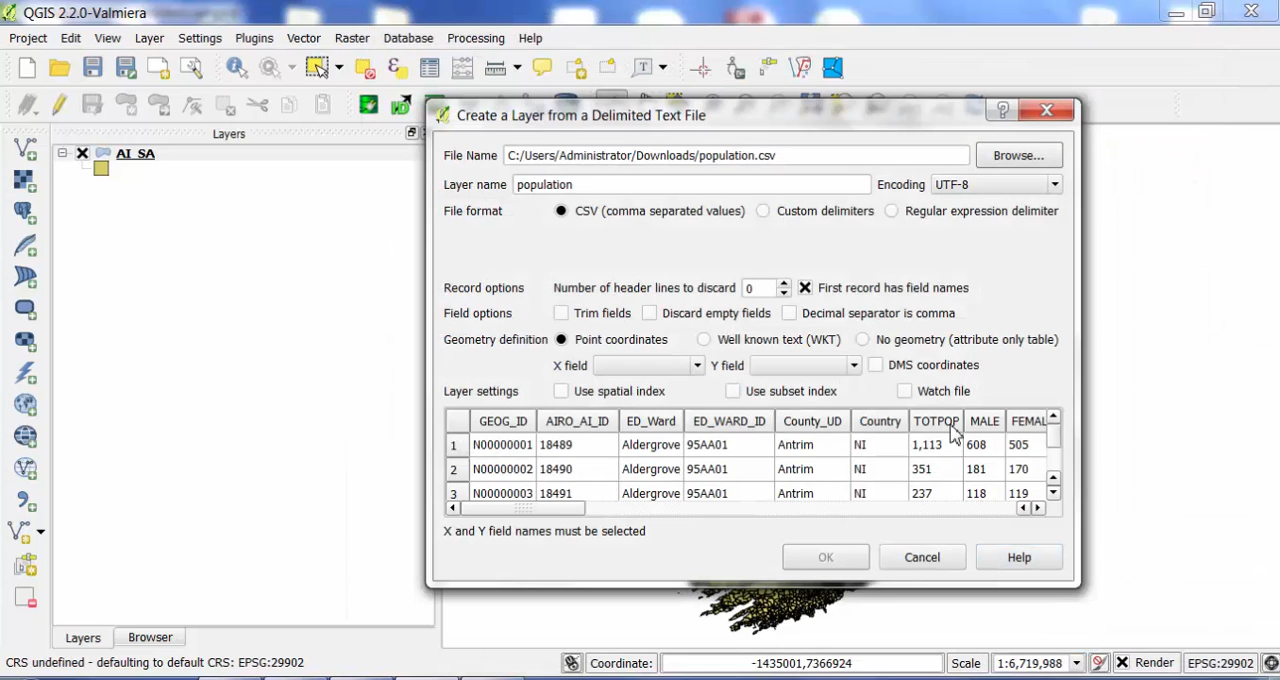 QGIS 2.2.0-Valmiera
Project Edit View Layer Settings Plugins Vector Raster Database Processing Help
Layers
AI_SA
Create a Layer from a Delimited Text File
File Name C:/Users/Administrator/Downloads/population.csv Browse...
Layer name population Encoding UTF-8
File format CSV (comma separated values) Custom delimiters Regular expression delimiter
Record options Number of header lines to discard 0 First record has field names
Field options Trim fields Discard empty fields Decimal separator is comma
Geometry definition Point coordinates Well known text (WKT) No geometry (attribute only table)
X field Y field DMS coordinates
Layer settings Use spatial index Use subset index Watch file
GEOG_ID AIRO_AI_ID ED_Ward ED_WARD_ID County_UD Country TOTPOP MALE FEMAL
1 N00000001 18489 Aldergrove 95AA01 Antrim NI 1,113 608 505
2 N00000002 18490 Aldergrove 95AA01 Antrim NI 351 181 170
3 N00000003 18491 Aldergrove 95AA01 Antrim NI 237 118 119
X and Y field names must be selected
OK Cancel Help
Layers Browser
CRS undefined - defaulting to default CRS: EPSG:29902 Coordinate: -1435001,7366924 Scale 1:6,719,988 Render EPSG:29902